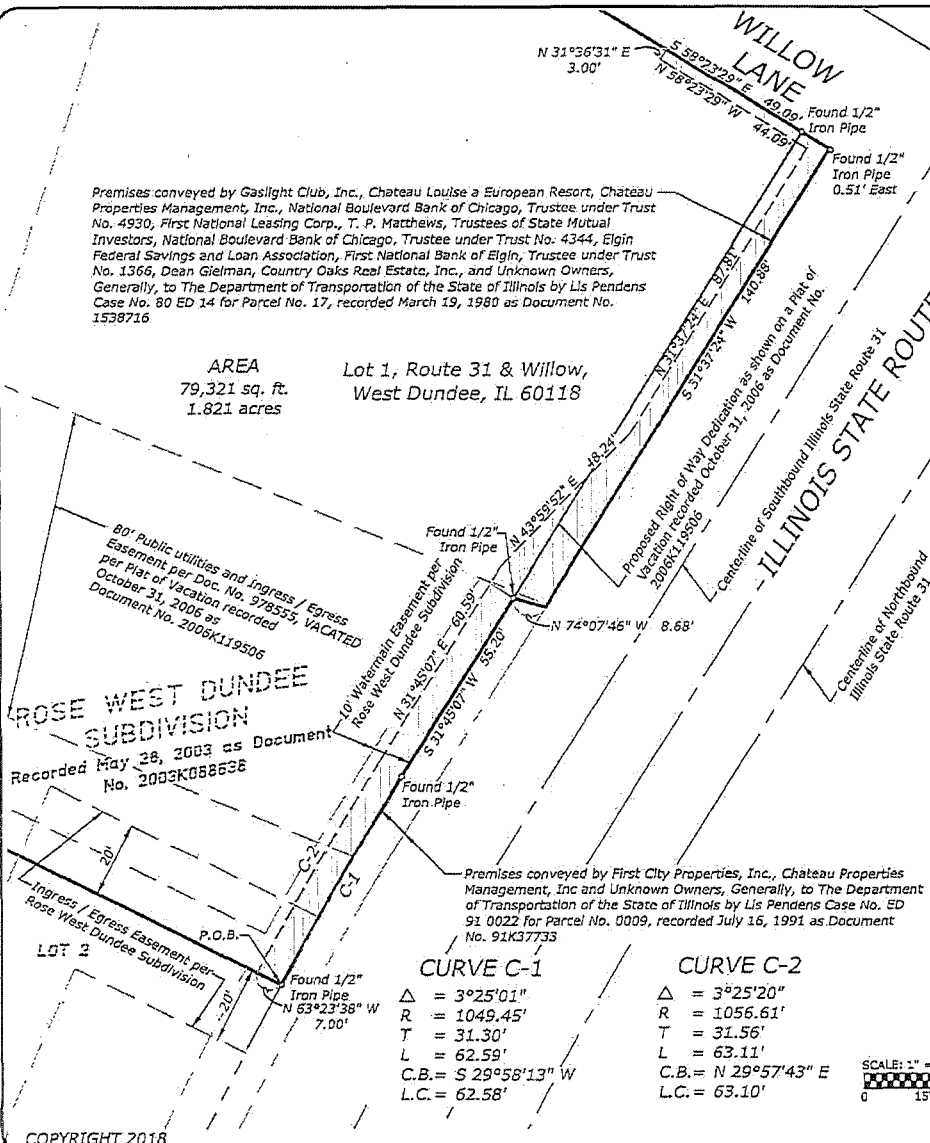 WILLOW
LANE
N 31°36'31" E
3.00'
S 58°23'29" E 49.09'
N 58°23'29" W 44.09'
Found 1/2"
Iron Pipe
Found 1/2"
Iron Pipe
0.51' East
Premises conveyed by Gaslight Club, Inc., Chateau Louise a European Resort, Chateau
Properties Management, Inc., National Boulevard Bank of Chicago, Trustee under Trust
No. 4930, First National Leasing Corp., T. P. Matthews, Trustees of State Mutual
Investors, National Boulevard Bank of Chicago, Trustee under Trust No. 4344, Elgin
Federal Savings and Loan Association, First National Bank of Elgin, Trustee under Trust
No. 1366, Dean Gielman, Country Oaks Real Estate, Inc., and Unknown Owners,
Generally, to The Department of Transportation of the State of Illinois by Lis Pendens
Case No. 80 ED 14 for Parcel No. 17, recorded March 19, 1980 as Document No.
1538716
N 31°37'24" E 97.81'
S 31°37'24" W 140.88'
AREA
79,321 sq. ft.
1.821 acres
Lot 1, Route 31 & Willow,
West Dundee, IL 60118
Proposed Right of Way Dedication as shown on a Plat of
Vacation recorded October 31, 2006 as Document No.
2006K119506
Centerline of Southbound Illinois State Route 31
ILLINOIS STATE ROUTE
Centerline of Northbound
Illinois State Route 31
80' Public utilities and Ingress / Egress
Easement per Doc. No. 978555, VACATED
per Plat of Vacation recorded
October 31, 2006 as
Document No. 2006K119506
N 43°59'52" E 48.24'
Found 1/2"
Iron Pipe
N 74°07'46" W 8.68'
10' Watermain Easement per
Rose West Dundee Subdivision
N 31°45'07" E 60.59'
S 31°45'07" W 55.20'
ROSE WEST DUNDEE
SUBDIVISION
Recorded May 28, 2003 as Document
No. 2003K088638
Found 1/2"
Iron Pipe
C-2
C-1
20'
Ingress / Egress Easement per
Rose West Dundee Subdivision
LOT 2
P.O.B.
20'
Found 1/2"
Iron Pipe
N 63°23'38" W
7.00'
Premises conveyed by First City Properties, Inc., Chateau Properties
Management, Inc and Unknown Owners, Generally, to The Department
of Transportation of the State of Illinois by Lis Pendens Case No. ED
91 0022 for Parcel No. 0009, recorded July 16, 1991 as Document
No. 91K37733
CURVE C-1
Δ = 3°25'01"
R = 1049.45'
T = 31.30'
L = 62.59'
C.B.= S 29°58'13" W
L.C.= 62.58'
CURVE C-2
Δ = 3°25'20"
R = 1056.61'
T = 31.56'
L = 63.11'
C.B.= N 29°57'43" E
L.C.= 63.10'
SCALE: 1" =
0 15'
COPYRIGHT 2018